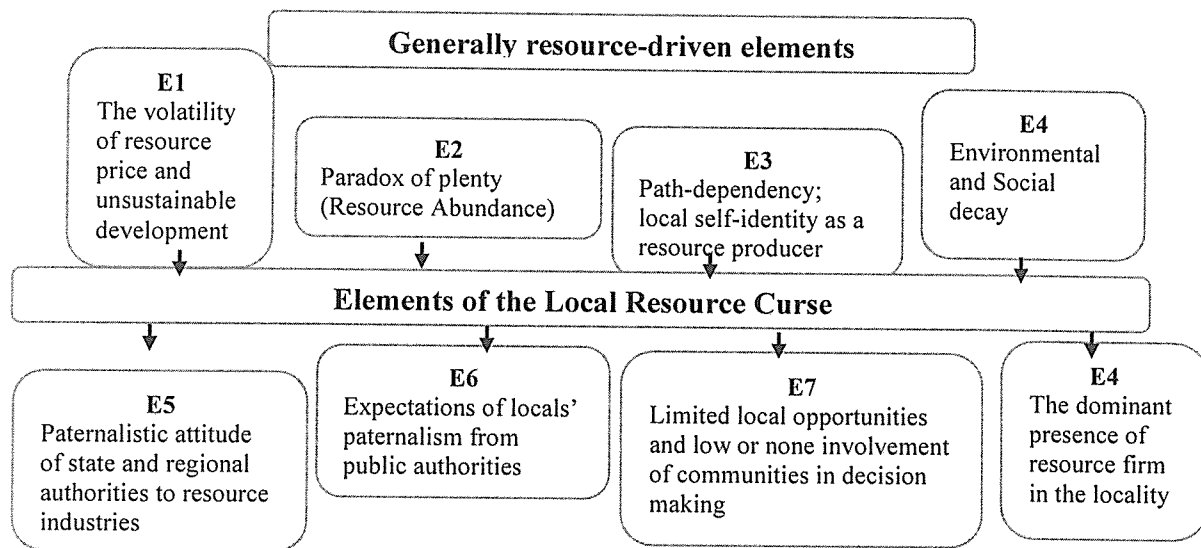 Generally resource-driven elements
E1
The volatility
of resource
price and
unsustainable
development
E2
Paradox of plenty
(Resource Abundance)
E3
Path-dependency;
local self-identity as a
resource producer
E4
Environmental
and Social
decay
Elements of the Local Resource Curse
E5
Paternalistic attitude
of state and regional
authorities to resource
industries
E6
Expectations of locals’
paternalism from
public authorities
E7
Limited local opportunities
and low or none involvement
of communities in decision
making
E4
The dominant
presence of
resource firm
in the locality